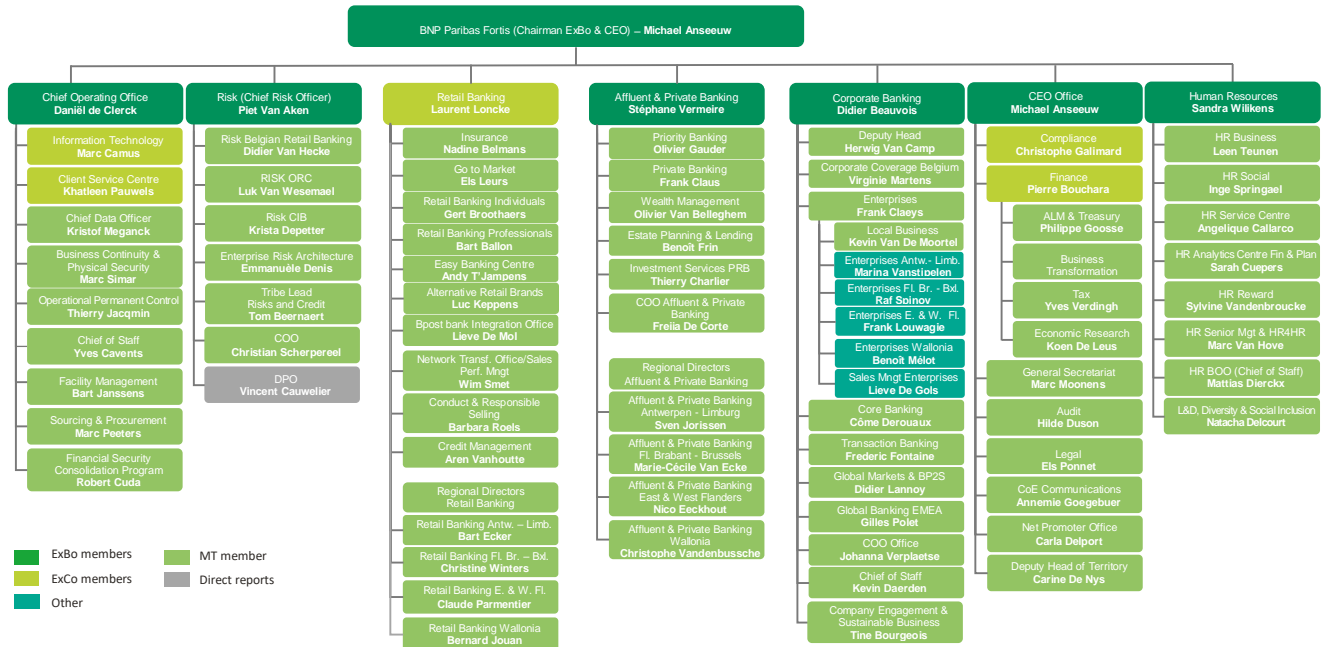 BNP Paribas Fortis (Chairman ExBo & CEO) – Michael Anseeuw
Chief Operating Office
Daniël de Clerck
Information Technology
Marc Camus
Client Service Centre
Khatleen Pauwels
Chief Data Officer
Kristof Meganck
Business Continuity &
Physical Security
Marc Simar
Operational Permanent Control
Thierry Jacqmin
Chief of Staff
Yves Cavents
Facility Management
Bart Janssens
Sourcing & Procurement
Marc Peeters
Financial Security
Consolidation Program
Robert Cuda
Risk (Chief Risk Officer)
Piet Van Aken
Risk Belgian Retail Banking
Didier Van Hecke
RISK ORC
Luk Van Wesemael
Risk CIB
Krista Depetter
Enterprise Risk Architecture
Emmanuèle Denis
Tribe Lead
Risks and Credit
Tom Beernaert
COO
Christian Scherpereel
DPO
Vincent Cauwelier
Retail Banking
Laurent Loncke
Insurance
Nadine Belmans
Go to Market
Els Leurs
Retail Banking Individuals
Gert Broothaers
Retail Banking Professionals
Bart Ballon
Easy Banking Centre
Andy T'Jampens
Alternative Retail Brands
Luc Keppens
Bpost bank Integration Office
Lieve De Mol
Network Transf. Office/Sales
Perf. Mngt
Wim Smet
Conduct & Responsible
Selling
Barbara Roels
Credit Management
Aren Vanhoutte
Regional Directors
Retail Banking
Retail Banking Antw. – Limb.
Bart Ecker
Retail Banking Fl. Br. – Bxl.
Christine Winters
Retail Banking E. & W. Fl.
Claude Parmentier
Retail Banking Wallonia
Bernard Jouan
Affluent & Private Banking
Stéphane Vermeire
Priority Banking
Olivier Gauder
Private Banking
Frank Claus
Wealth Management
Olivier Van Belleghem
Estate Planning & Lending
Benoît Frin
Investment Services PRB
Thierry Charlier
COO Affluent & Private
Banking
Freija De Corte
Regional Directors
Affluent & Private Banking
Affluent & Private Banking
Antwerpen - Limburg
Sven Jorissen
Affluent & Private Banking
Fl. Brabant - Brussels
Marie-Cécile Van Ecke
Affluent & Private Banking
East & West Flanders
Nico Eeckhout
Affluent & Private Banking
Wallonia
Christophe Vandenbussche
Corporate Banking
Didier Beauvois
Deputy Head
Herwig Van Camp
Corporate Coverage Belgium
Virginie Martens
Enterprises
Frank Claeys
Local Business
Kevin Van De Moortel
Enterprises Antw.- Limb.
Marina Vanstipelen
Enterprises Fl. Br. - Bxl.
Raf Spinoy
Enterprises E. & W. Fl.
Frank Louwagie
Enterprises Wallonia
Benoît Mélot
Sales Mngt Enterprises
Lieve De Gols
Core Banking
Côme Derouaux
Transaction Banking
Frederic Fontaine
Global Markets & BP2S
Didier Lannoy
Global Banking EMEA
Gilles Polet
COO Office
Johanna Verplaetse
Chief of Staff
Kevin Daerden
Company Engagement &
Sustainable Business
Tine Bourgeois
CEO Office
Michael Anseeuw
Compliance
Christophe Galimard
Finance
Pierre Bouchara
ALM & Treasury
Philippe Goosse
Business
Transformation
Tax
Yves Verdingh
Economic Research
Koen De Leus
General Secretariat
Marc Moonens
Audit
Hilde Duson
Legal
Els Ponnet
CoE Communications
Annemie Goegebuer
Net Promoter Office
Carla Delport
Deputy Head of Territory
Carine De Nys
Human Resources
Sandra Wilikens
HR Business
Leen Teunen
HR Social
Inge Springael
HR Service Centre
Angelique Callarco
HR Analytics Centre Fin & Plan
Sarah Cuepers
HR Reward
Sylvine Vandenbroucke
HR Senior Mgt & HR4HR
Marc Van Hove
HR BOO (Chief of Staff)
Mattias Dierckx
L&D, Diversity & Social Inclusion
Natacha Delcourt
ExBo members
ExCo members
Other
MT member
Direct reports